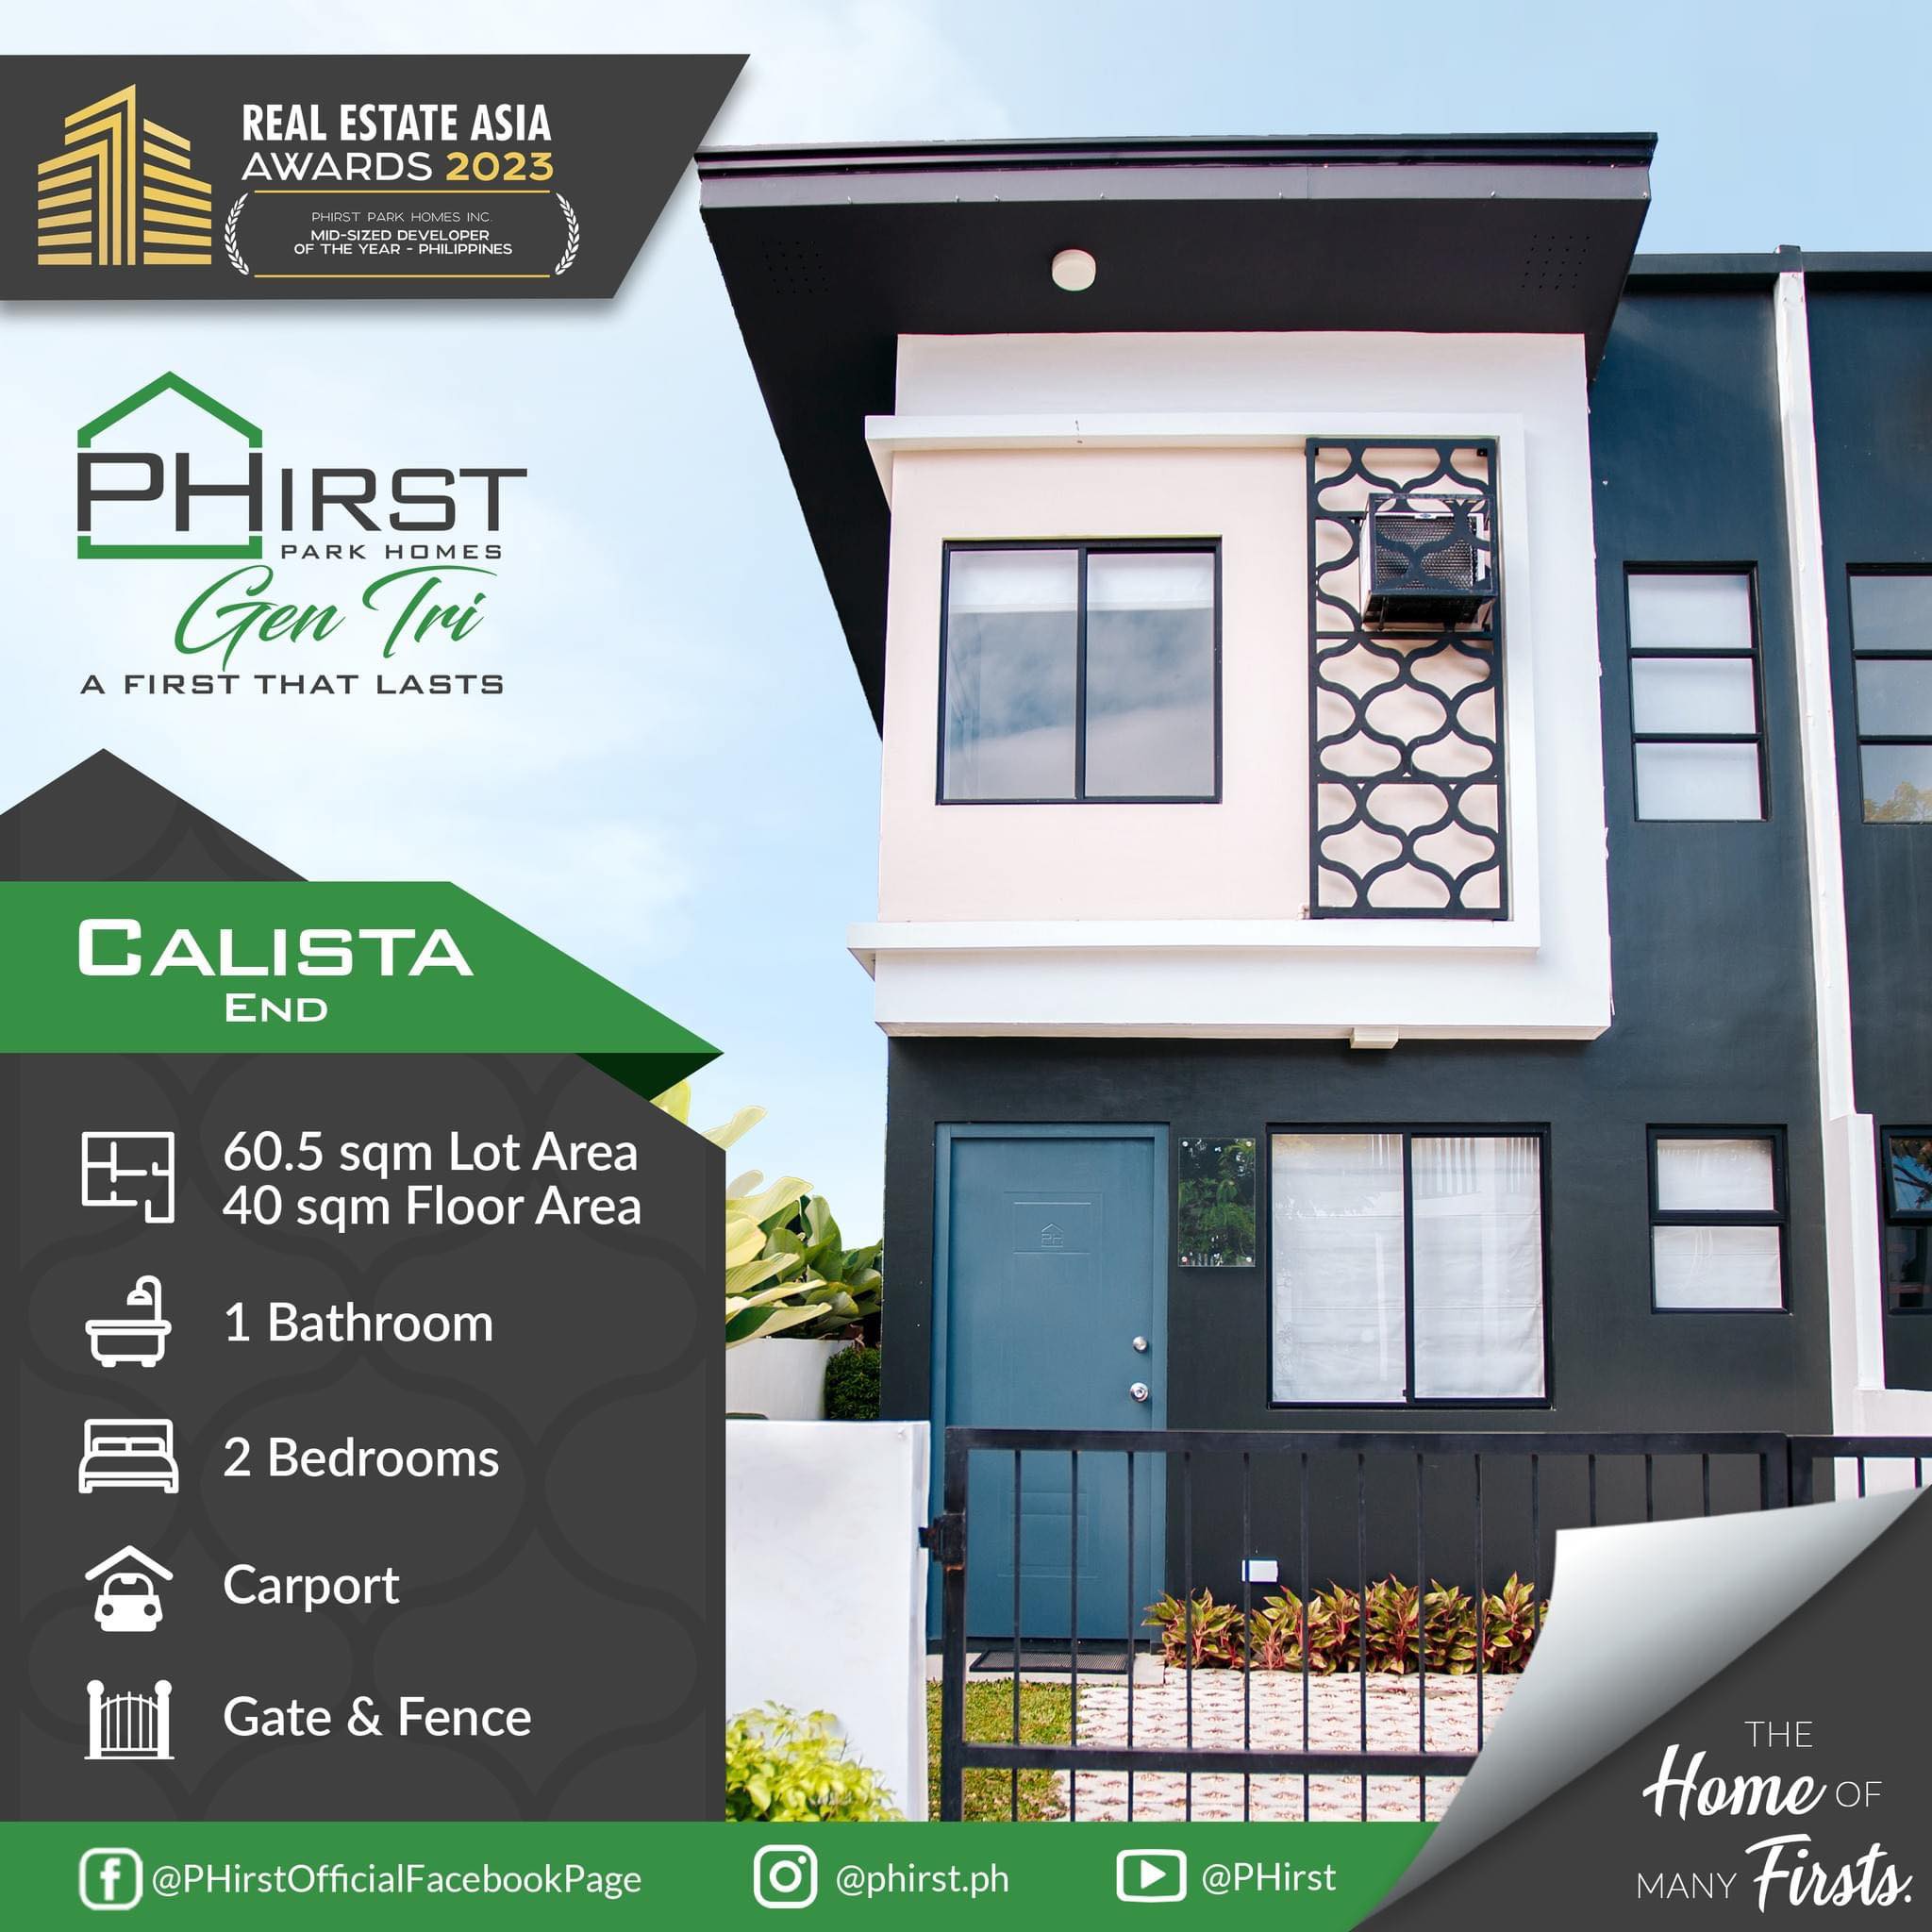 REAL ESTATE ASIA
AWARDS 2023
PHIRST PARK HOMES INC.
MID-SIZED DEVELOPER
OF THE YEAR - PHILIPPINES
PHIRST
PARK HOMES
Gen Tri
A FIRST THAT LASTS
CALISTA
END
60.5 sqm Lot Area
40 sqm Floor Area
1 Bathroom
2 Bedrooms
Carport
Gate & Fence
THE
Home OF
MANY Firsts.
@PHirstOfficialFacebookPage
@phirst.ph
@PHirst